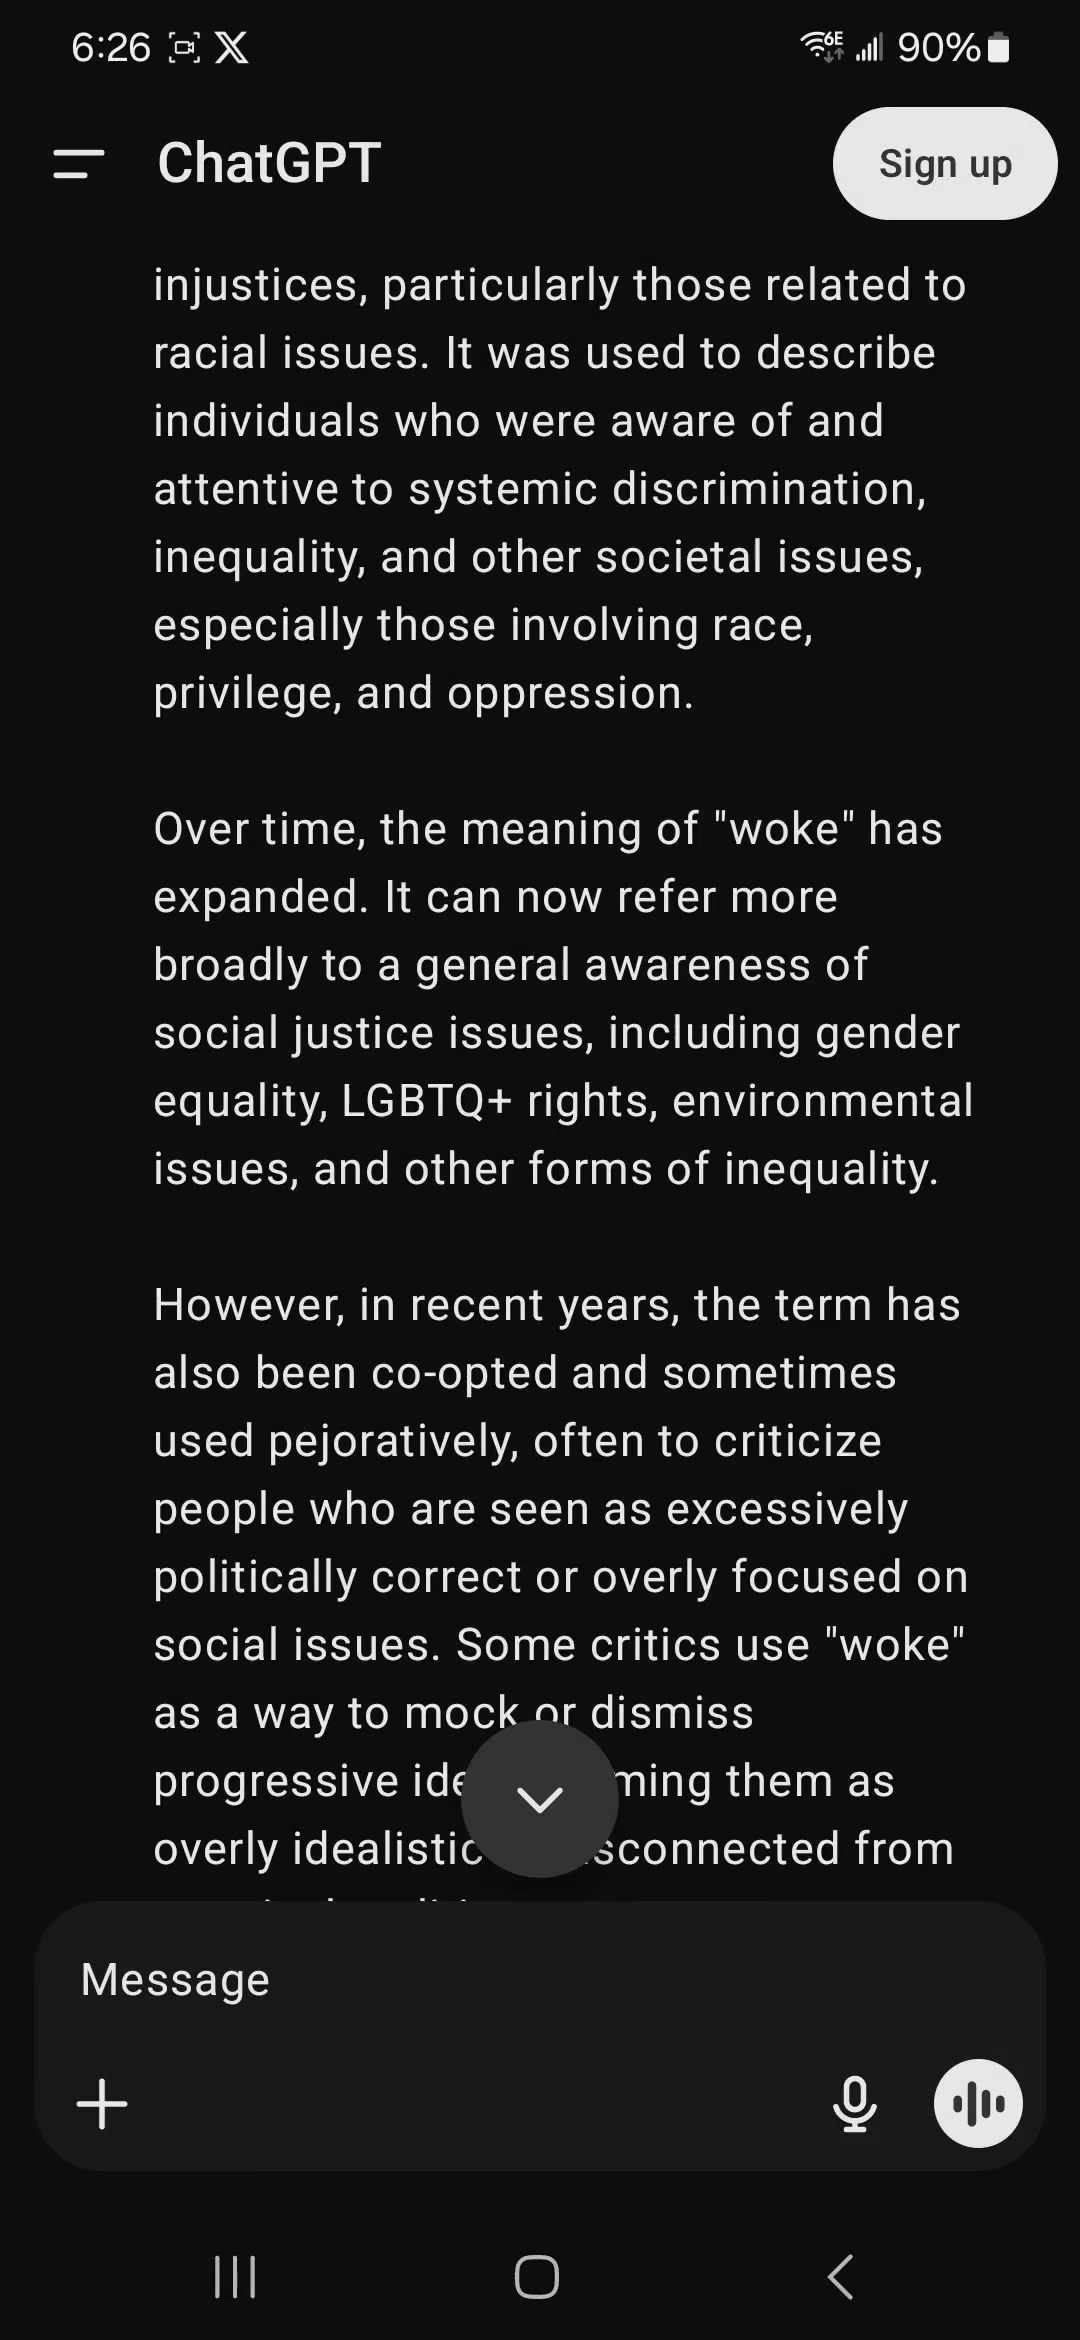 6:26 X 6E 90%
ChatGPT Sign up
injustices, particularly those related to
racial issues. It was used to describe
individuals who were aware of and
attentive to systemic discrimination,
inequality, and other societal issues,
especially those involving race,
privilege, and oppression.
Over time, the meaning of "woke" has
expanded. It can now refer more
broadly to a general awareness of
social justice issues, including gender
equality, LGBTQ+ rights, environmental
issues, and other forms of inequality.
However, in recent years, the term has
also been co-opted and sometimes
used pejoratively, often to criticize
people who are seen as excessively
politically correct or overly focused on
social issues. Some critics use "woke"
as a way to mock or dismiss
progressive them as
overly idealistic from
Message